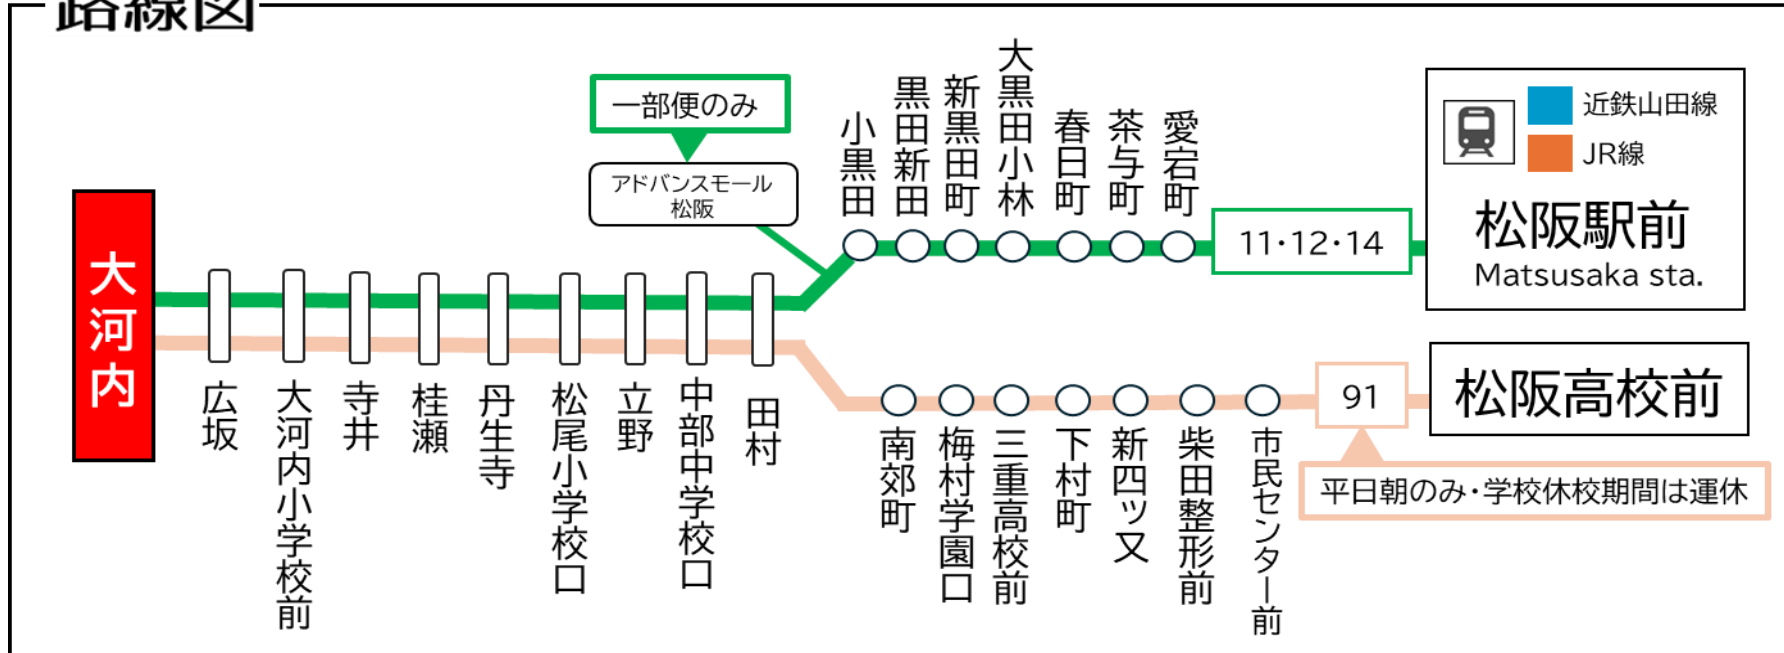 路線図
一部便のみ
アドバンスモール
松阪
大河内
広坂
大河内小学校前
寺井
桂瀬
丹生寺
松尾小学校口
立野
中部中学校口
田村
小黒田
黒田新田
新黒田町
大黒田小林
春日町
茶与町
愛宕町
11・12・14
近鉄山田線
JR線
松阪駅前
Matsusaka sta.
南郊町
梅村学園口
三重高校前
下村町
新四ッ又
柴田整形前
市民センター前
91
松阪高校前
平日朝のみ・学校休校期間は運休